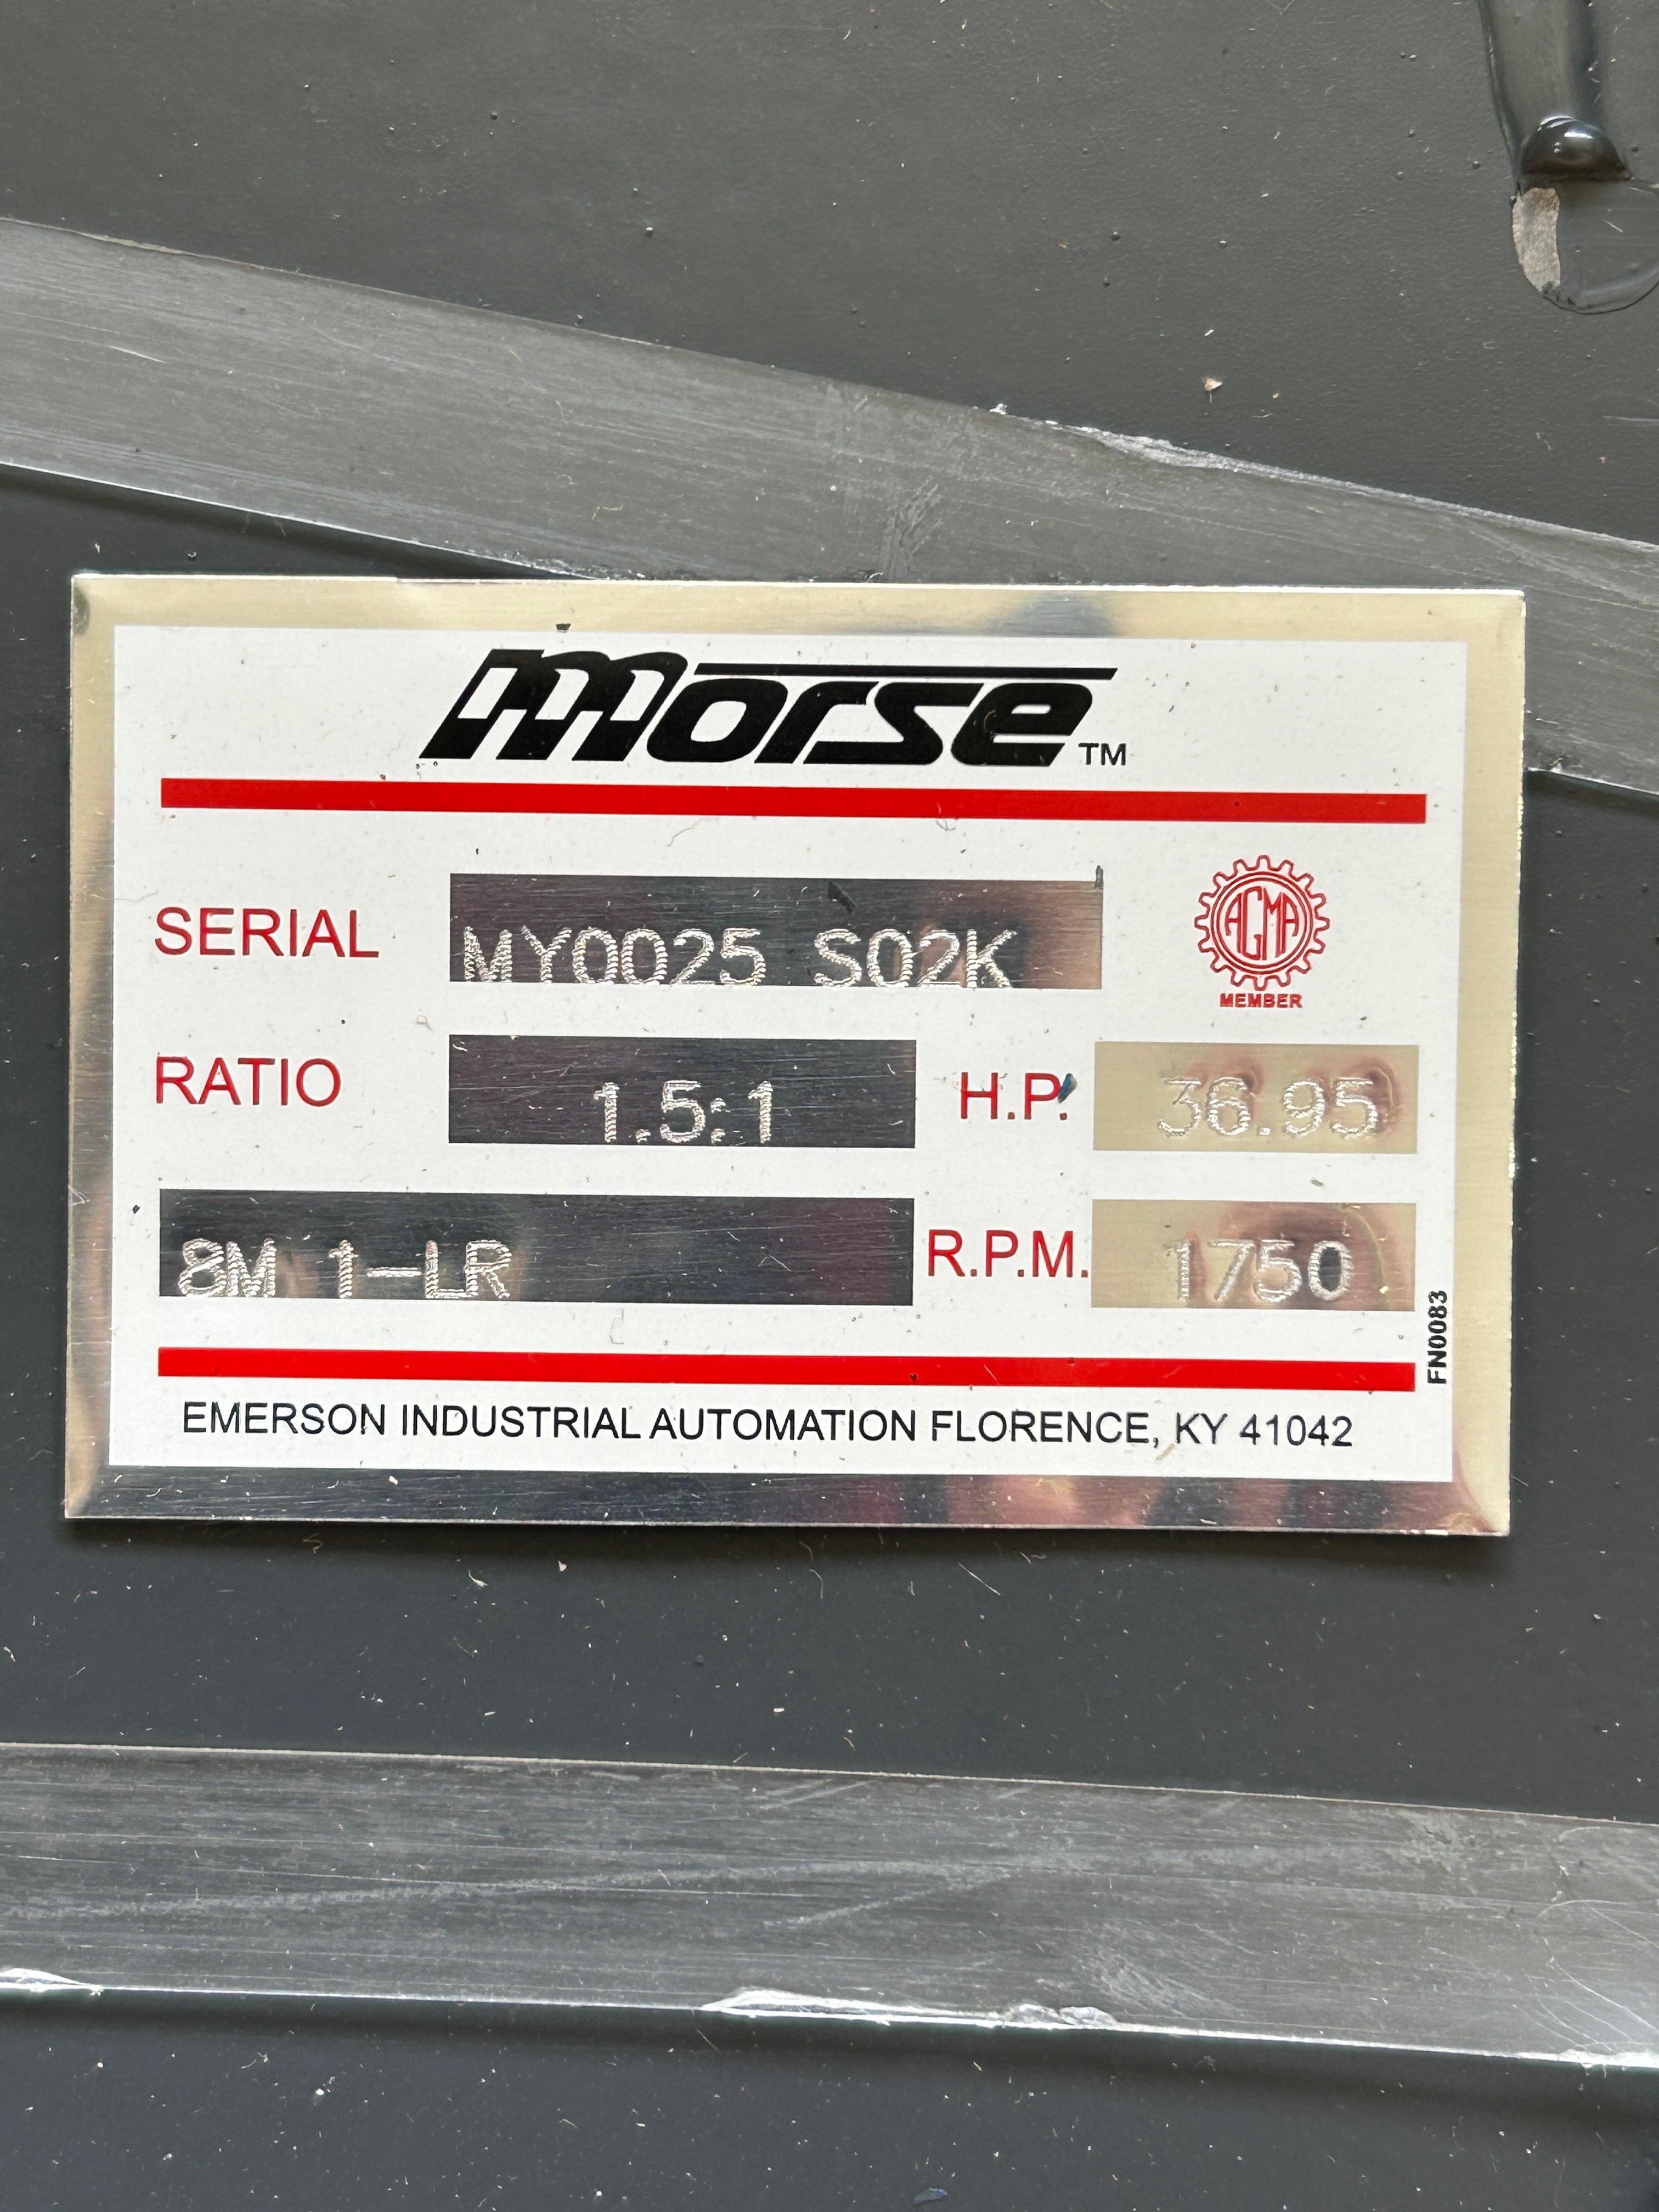 morse™
SERIAL MY0025 S02K
AGMA
MEMBER
RATIO 1.5:1 H.P. 36.95
8M 1-LR R.P.M. 1750
FN0083
EMERSON INDUSTRIAL AUTOMATION FLORENCE, KY 41042